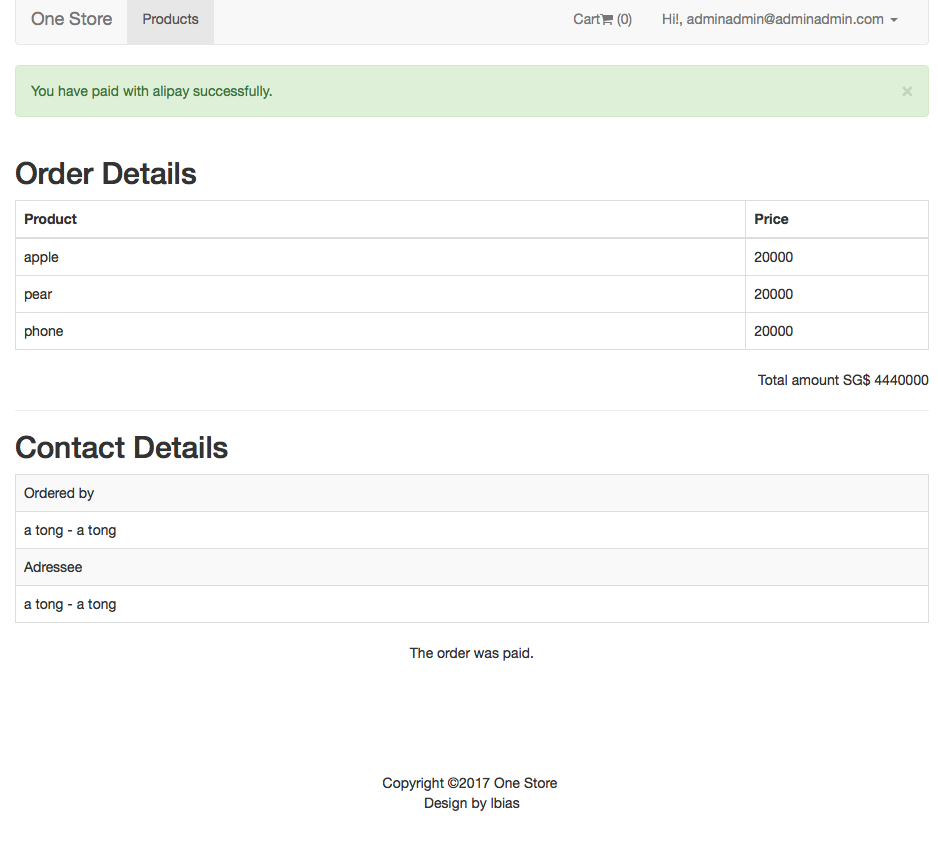 One Store Products Cart (0) Hi!, adminadmin@adminadmin.com
You have paid with alipay successfully. ×
Order Details
Product Price
apple 20000
pear 20000
phone 20000
Total amount SG$ 4440000
Contact Details
Ordered by
a tong - a tong
Adressee
a tong - a tong
The order was paid.
Copyright ©2017 One Store
Design by lbias